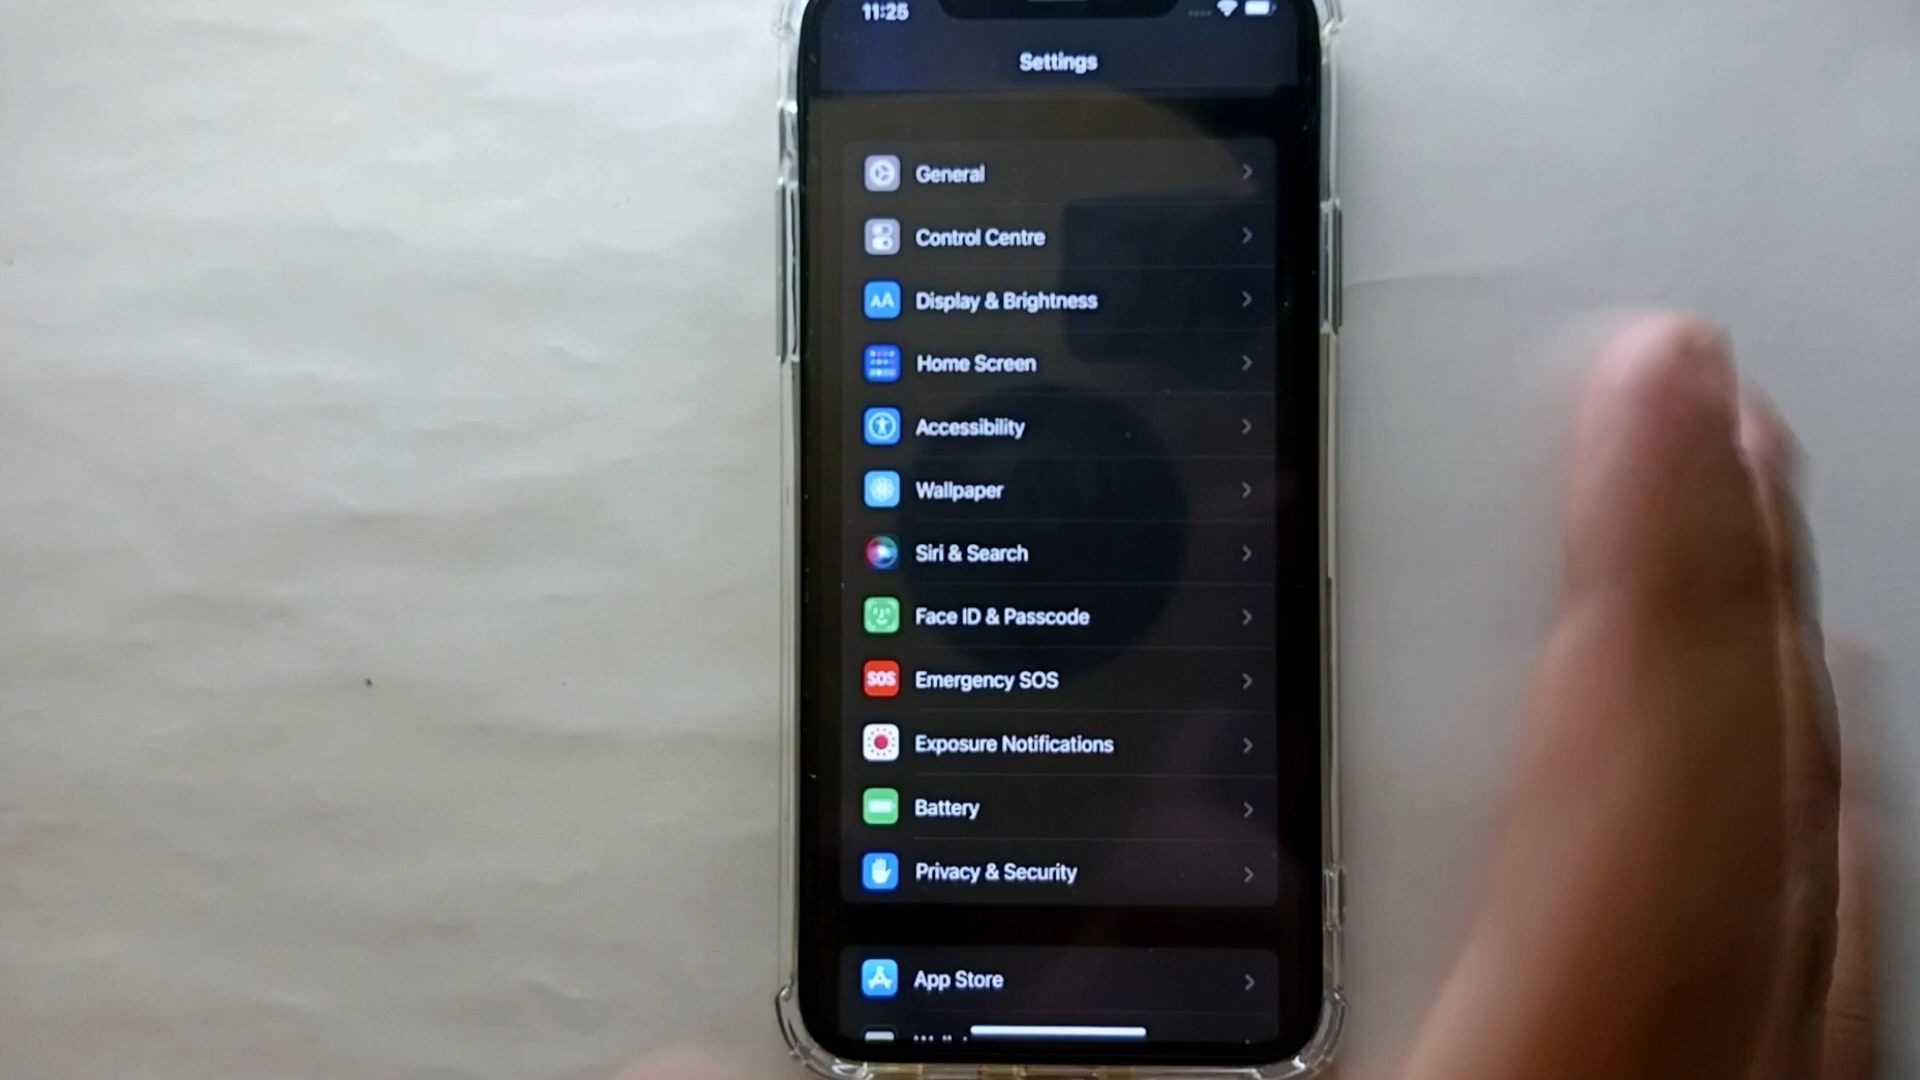 11:25
Settings
General
Control Centre
AA Display & Brightness
Home Screen
Accessibility
Wallpaper
Siri & Search
Face ID & Passcode
SOS Emergency SOS
Exposure Notifications
Battery
Privacy & Security
App Store